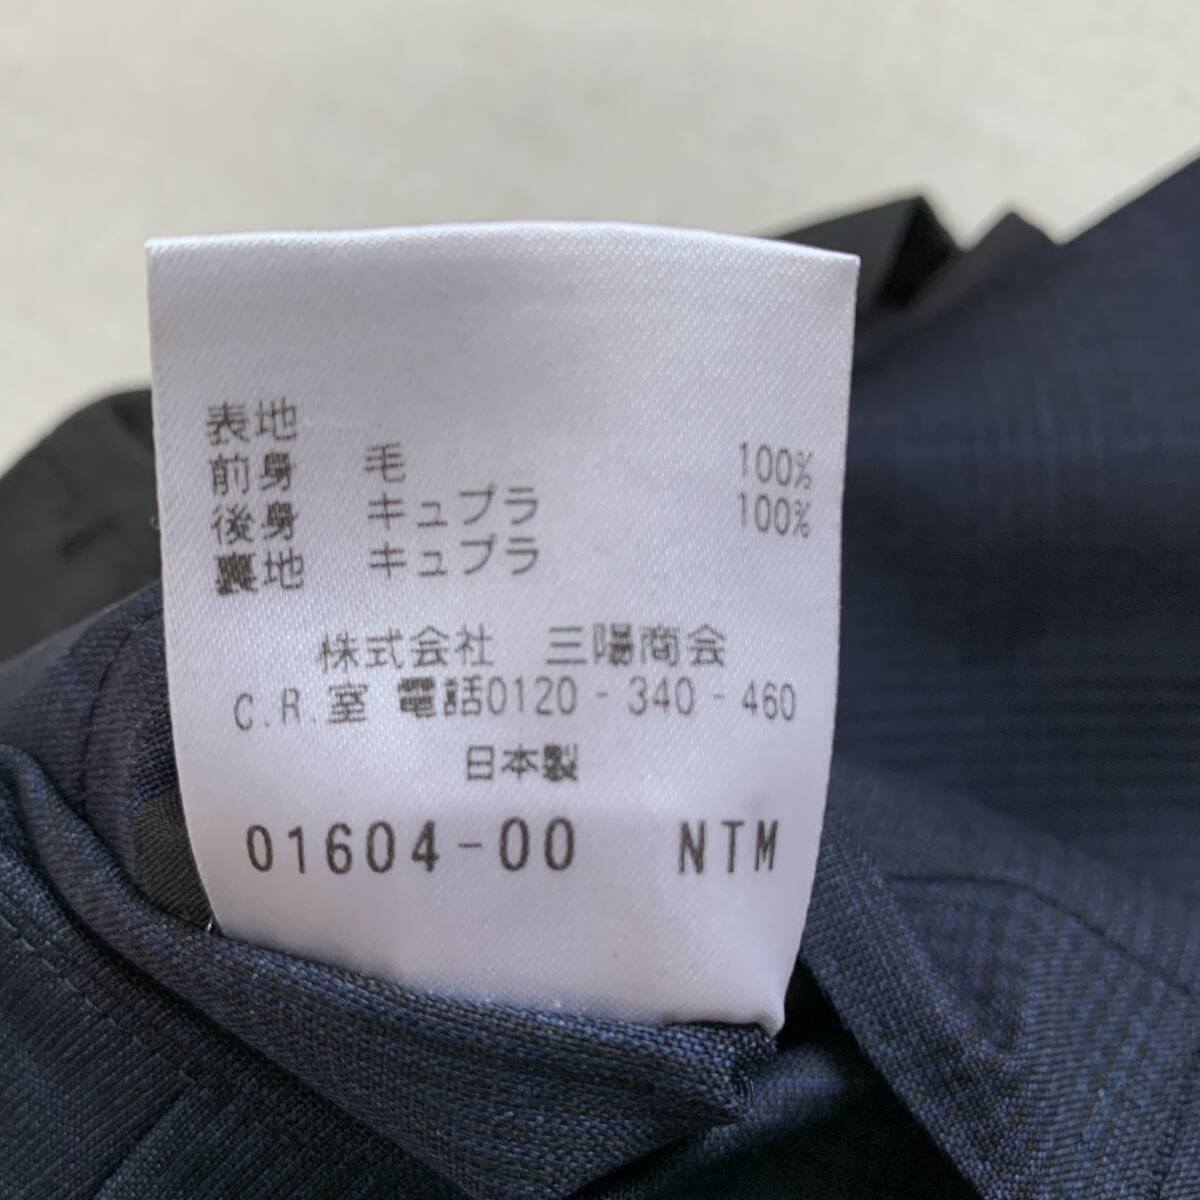 表地
前身 毛 100%
後身 キュプラ 100%
裏地 キュプラ
株式会社 三陽商会
C.R.室 電話0120-340-460
日本製
01604-00 NTM